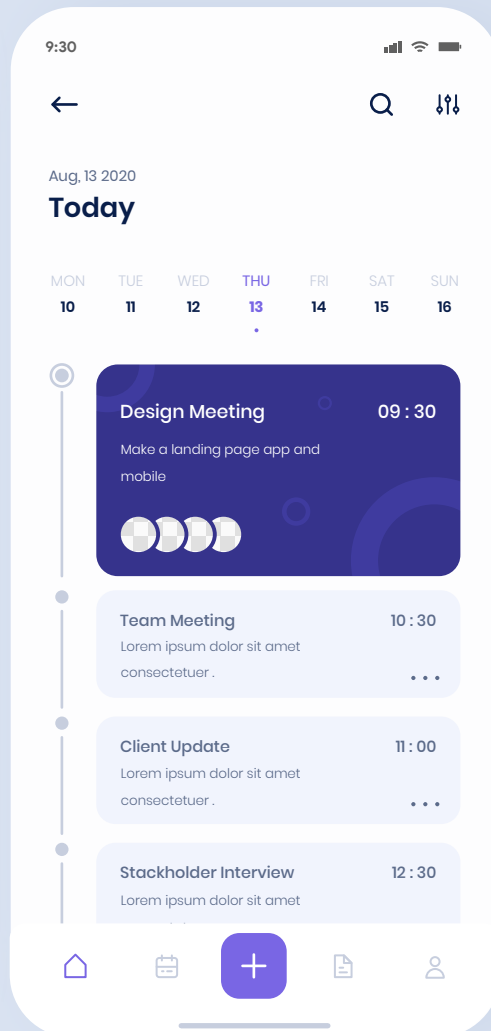 9:30
Aug, 13 2020
Today
MON TUE WED THU FRI SAT SUN
10 11 12 13 14 15 16
Design Meeting 09 : 30
Make a landing page app and
mobile
Team Meeting 10 : 30
Lorem ipsum dolor sit amet
consectetuer .
Client Update 11 : 00
Lorem ipsum dolor sit amet
consectetuer .
Stackholder Interview 12 : 30
Lorem ipsum dolor sit amet